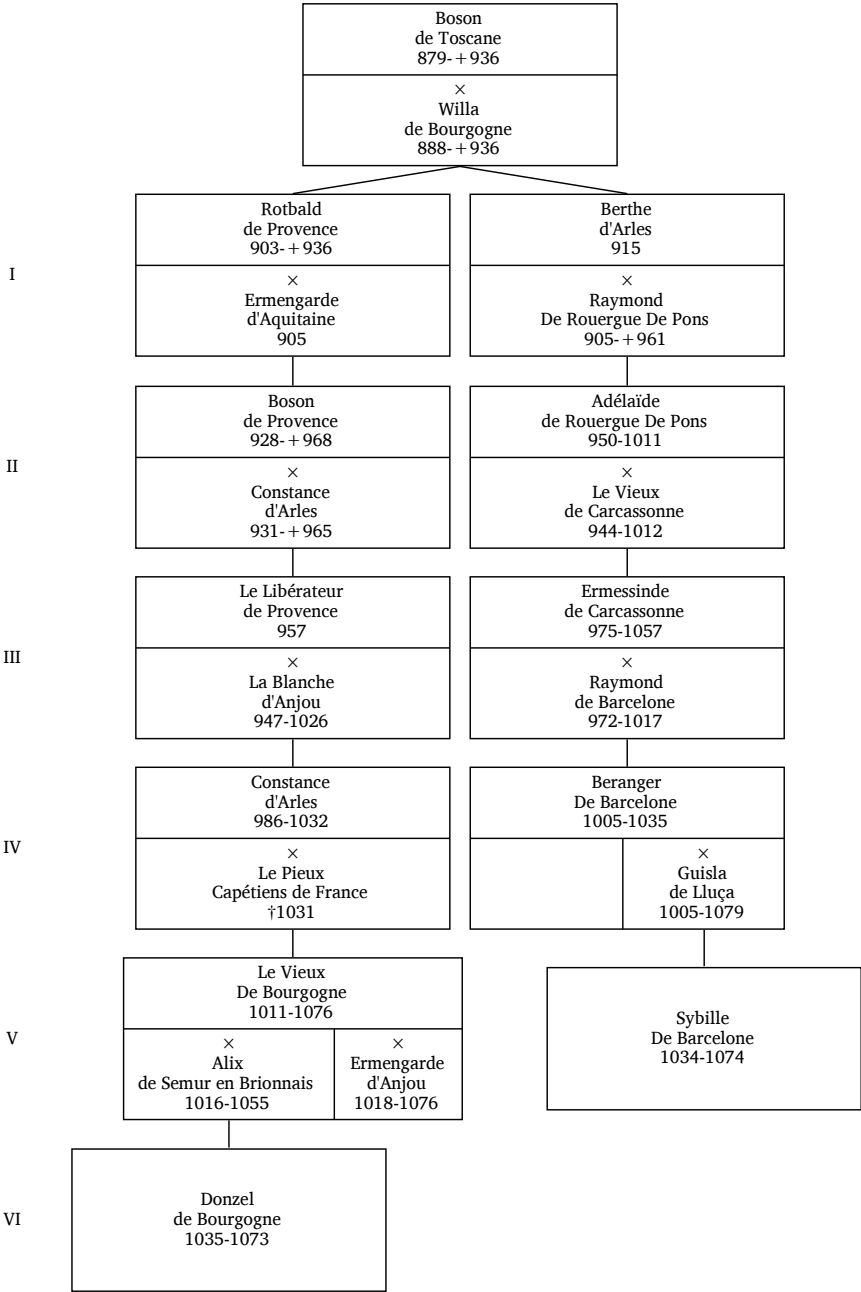 Boson
de Toscane
879-+936
×
Willa
de Bourgogne
888-+936
I
Rotbald
de Provence
903-+936
×
Ermengarde
d'Aquitaine
905
Berthe
d'Arles
915
×
Raymond
De Rouergue De Pons
905-+961
II
Boson
de Provence
928-+968
×
Constance
d'Arles
931-+965
Adélaïde
de Rouergue De Pons
950-1011
×
Le Vieux
de Carcassonne
944-1012
III
Le Libérateur
de Provence
957
×
La Blanche
d'Anjou
947-1026
Ermessinde
de Carcassonne
975-1057
×
Raymond
de Barcelone
972-1017
IV
Constance
d'Arles
986-1032
×
Le Pieux
Capétiens de France
†1031
Beranger
De Barcelone
1005-1035
×
Guisla
de Lluça
1005-1079
V
Le Vieux
De Bourgogne
1011-1076
×
Alix
de Semur en Brionnais
1016-1055
×
Ermengarde
d'Anjou
1018-1076
Sybille
De Barcelone
1034-1074
VI
Donzel
de Bourgogne
1035-1073